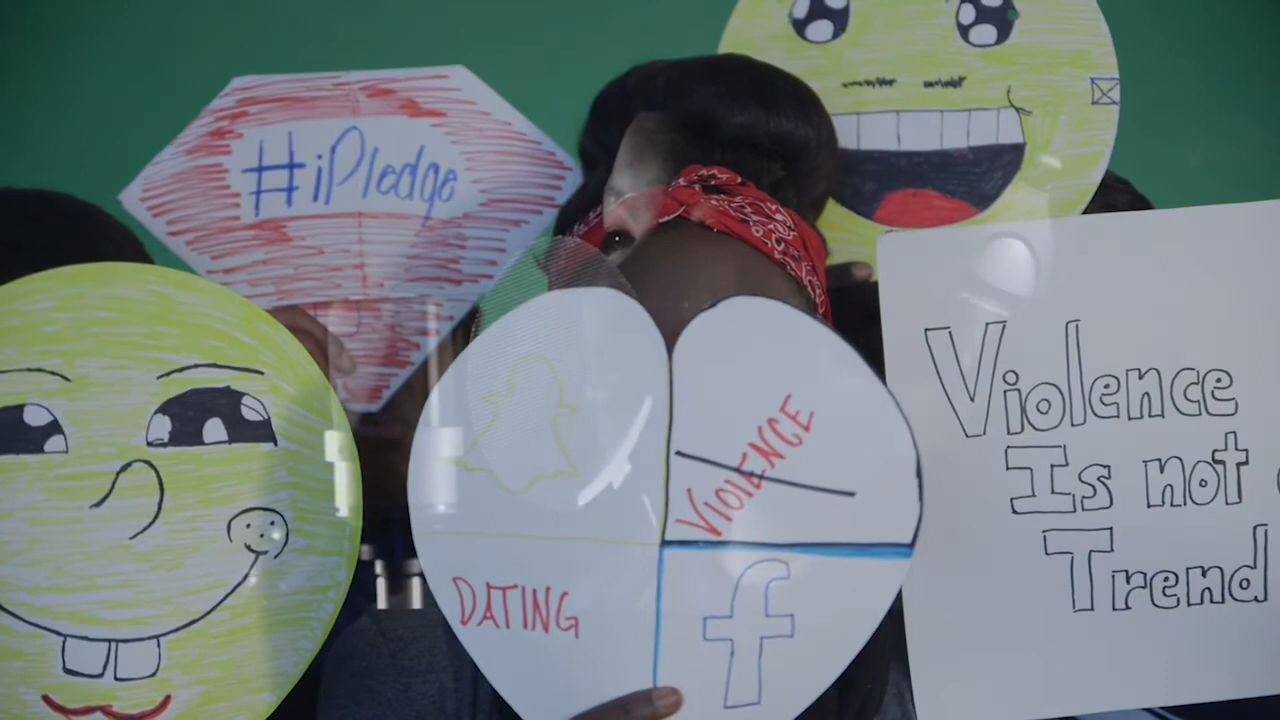 #iPledge
VIOLENCE
DATING
f
Violence
Is not
Trend